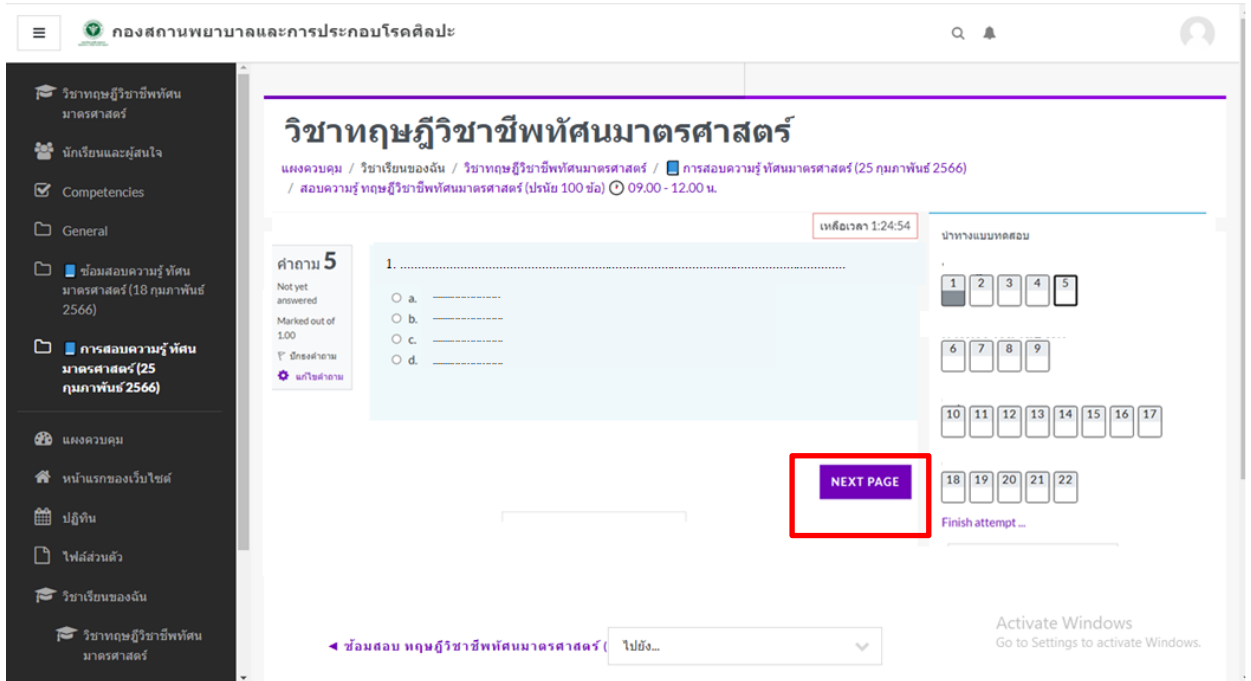 กองสถานพยาบาลและการประกอบโรคศิลปะ
วิชาทฤษฎีวิชาชีพทัศน
มาตรศาสตร์
นักเรียนและผู้สนใจ
Competencies
General
ซ้อมสอบความรู้ ทัศน
มาตรศาสตร์ (18 กุมภาพันธ์
2566)
การสอบความรู้ ทัศน
มาตรศาสตร์ (25
กุมภาพันธ์ 2566)
แผงควบคุม
หน้าแรกของเว็บไซต์
ปฏิทิน
ไฟล์ส่วนตัว
วิชาเรียนของฉัน
วิชาทฤษฎีวิชาชีพทัศน
มาตรศาสตร์
วิชาทฤษฎีวิชาชีพทัศนมาตรศาสตร์
แผงควบคุม / วิชาเรียนของฉัน / วิชาทฤษฎีวิชาชีพทัศนมาตรศาสตร์ / การสอบความรู้ ทัศนมาตรศาสตร์ (25 กุมภาพันธ์ 2566)
/ สอบความรู้ ทฤษฎีวิชาชีพทัศนมาตรศาสตร์ (ปรนัย 100 ข้อ) 09.00 - 12.00 น.
เหลือเวลา 1:24:54
คำถาม 5
Not yet
answered
Marked out of
1.00
ปักธงคำถาม
แก้ไขคำถาม
1. ........................................................................
a. ------------------
b. ------------------
c. ------------------
d. ------------------
NEXT PAGE
นำทางแบบทดสอบ
1 2 3 4 5
6 7 8 9
10 11 12 13 14 15 16 17
18 19 20 21 22
Finish attempt ...
◄ ซ้อมสอบ ทฤษฎีวิชาชีพทัศนมาตรศาสตร์ (
ไปยัง...
Activate Windows
Go to Settings to activate Windows.